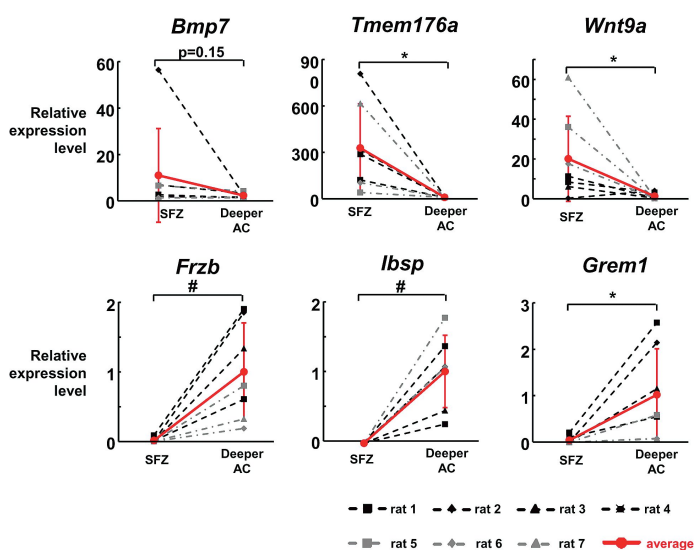 Bmp7 Tmem176a Wnt9a
p=0.15 * *
Relative expression level
60 40 20 0
SFZ Deeper AC
900 600 300 0
SFZ Deeper AC
60 40 20 0
SFZ Deeper AC
Frzb Ibsp Grem1
# # *
Relative expression level
2 1 0
SFZ Deeper AC
2 1 0
SFZ Deeper AC
3 2 1 0
SFZ Deeper AC
rat 1 rat 2 rat 3 rat 4
rat 5 rat 6 rat 7 average